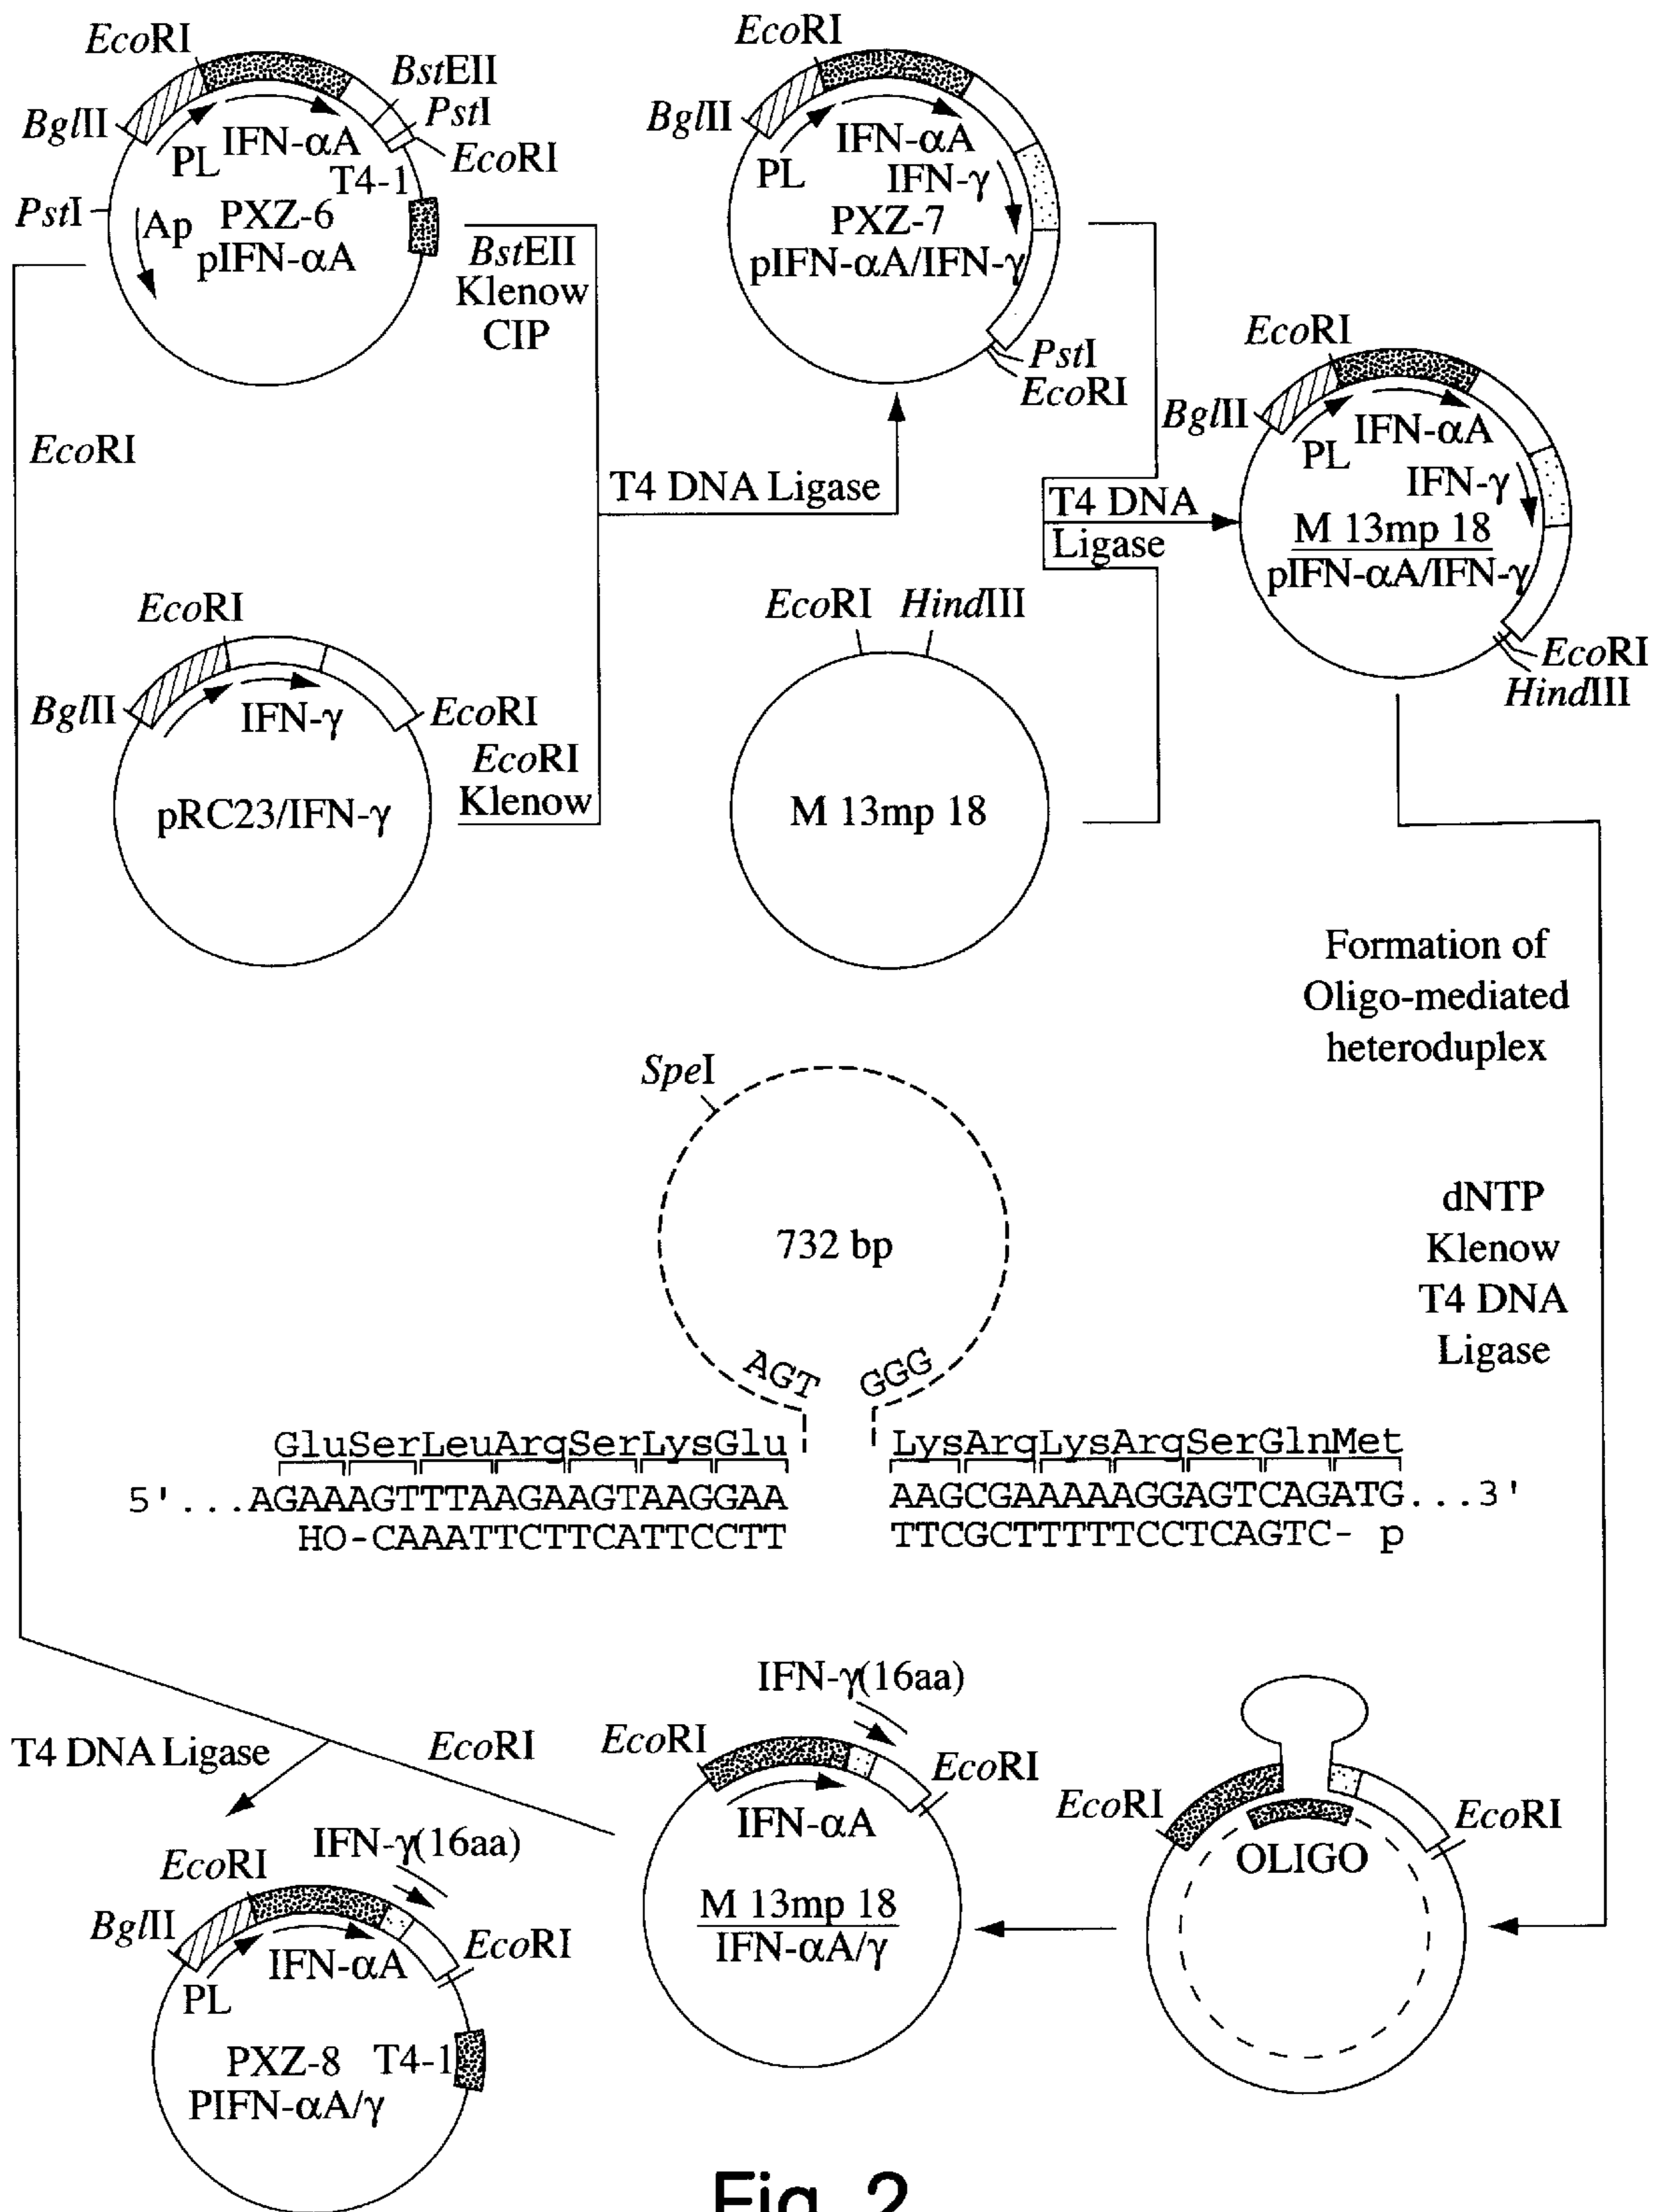 EcoRI
BstEII
PstI
EcoRI
BglII
IFN-αA
PL
T4-1
PstI
Ap
PXZ-6
pIFN-αA
BstEII
Klenow
CIP
EcoRI
EcoRI
BglII
IFN-αA
PL
IFN-γ
PXZ-7
pIFN-αA/IFN-γ
PstI
EcoRI
T4 DNA Ligase
EcoRI
BglII
IFN-γ
EcoRI
EcoRI
Klenow
pRC23/IFN-γ
EcoRI HindIII
M 13mp 18
T4 DNA
Ligase
EcoRI
BglII
IFN-αA
PL
IFN-γ
M 13mp 18
pIFN-αA/IFN-γ
EcoRI
HindIII
Formation of
Oligo-mediated
heteroduplex
dNTP
Klenow
T4 DNA
Ligase
SpeI
732 bp
AGT GGG
GluSerLeuArgSerLysGlu LysArgLysArgSerGlnMet
5'...AGAAAGTTTAAGAAGTAAGGAA AAGCGAAAAAGGAGTCAGATG...3'
HO-CAAATTCTTCATTCCTT TTCGCTTTTTCCTCAGTC- p
T4 DNA Ligase
EcoRI
IFN-γ(16aa)
EcoRI
EcoRI
IFN-αA
M 13mp 18
IFN-αA/γ
EcoRI
EcoRI
OLIGO
IFN-γ(16aa)
EcoRI
BglII
EcoRI
IFN-αA
PL
PXZ-8 T4-1
PIFN-αA/γ
Fig. 2